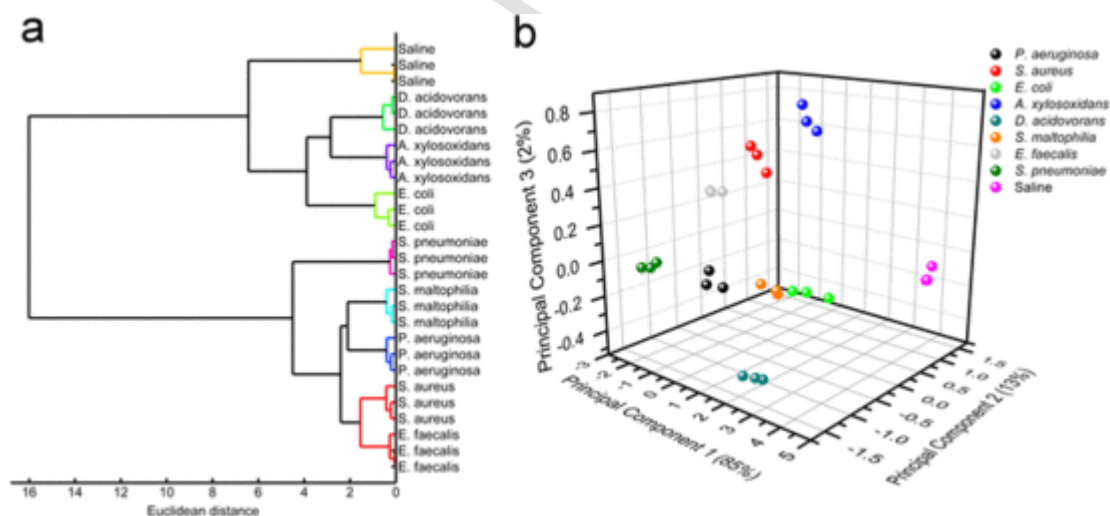 a
Saline
Saline
Saline
D. acidovorans
D. acidovorans
D. acidovorans
A. xylosoxidans
A. xylosoxidans
A. xylosoxidans
E. coli
E. coli
E. coli
S. pneumoniae
S. pneumoniae
S. pneumoniae
S. maltophilia
S. maltophilia
S. maltophilia
P. aeruginosa
P. aeruginosa
P. aeruginosa
S. aureus
S. aureus
S. aureus
E. faecalis
E. faecalis
E. faecalis
16 14 12 10 8 6 4 2 0
Euclidean distance
b
P. aeruginosa
S. aureus
E. coli
A. xylosoxidans
D. acidovorans
S. maltophilia
E. faecalis
S. pneumoniae
Saline
Principal Component 3 (2%)
0.8
0.6
0.4
0.2
0.0
-0.2
-0.4
-3 -2 -1 0 1 2 3 4 5
Principal Component 1 (85%)
-1.5 -1.0 -0.5 0.0 0.5 1.0 1.5
Principal Component 2 (13%)